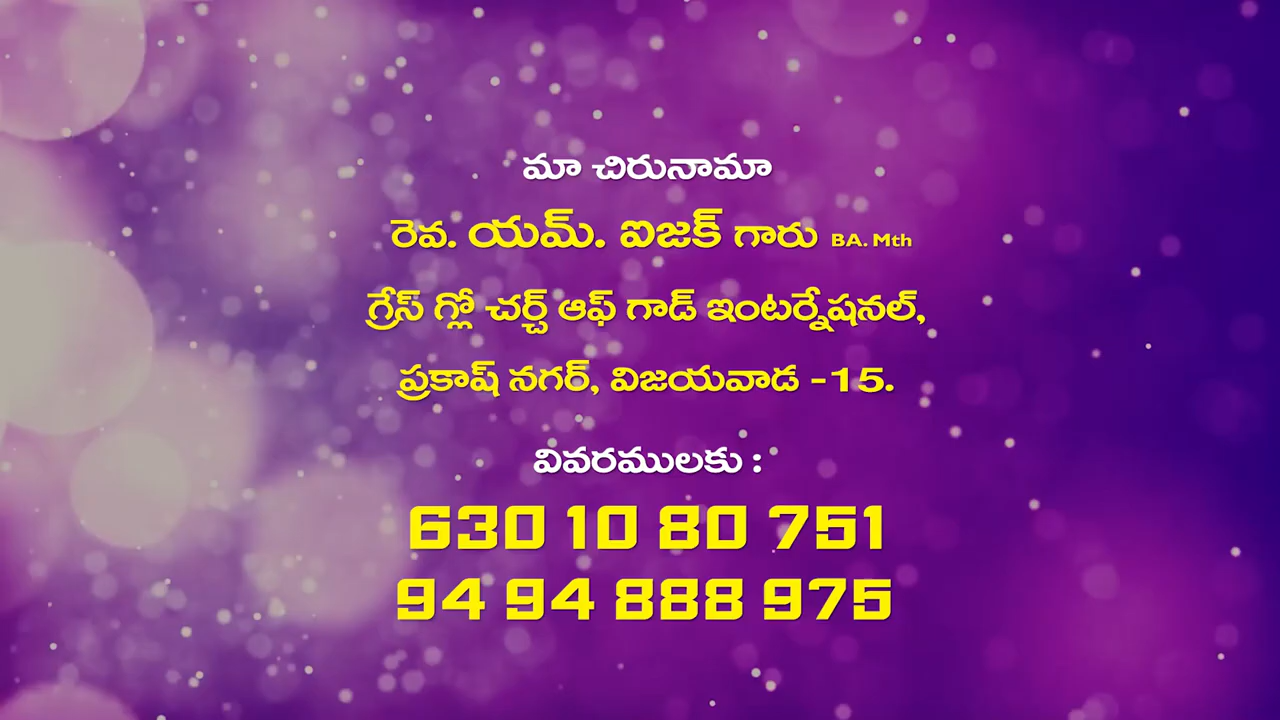 మా చిరునామా
రెవ. యమ్. ఐజక్ గారు BA. Mth
గ్రేస్ గ్లో చర్చ్ ఆఫ్ గాడ్ ఇంటర్నేషనల్,
ప్రకాష్ నగర్, విజయవాడ -15.
వివరములకు :
630 10 80 751
94 94 888 975